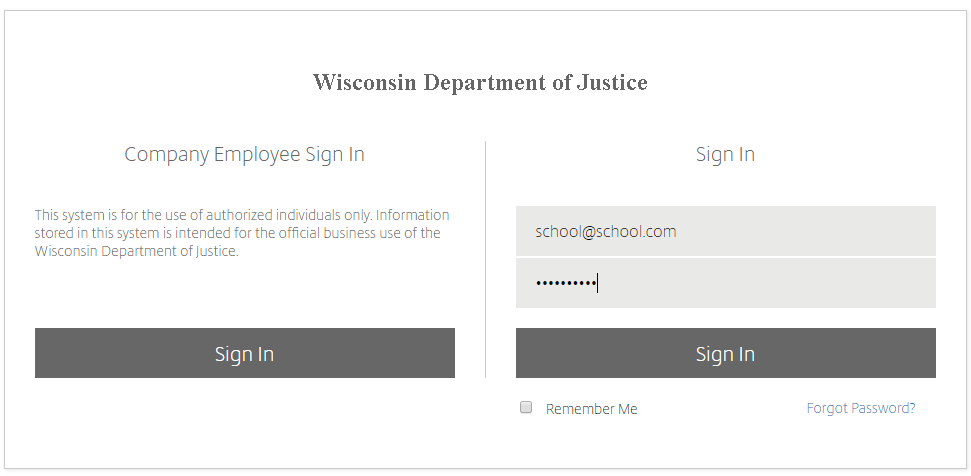 Wisconsin Department of Justice
Company Employee Sign In
This system is for the use of authorized individuals only. Information
stored in this system is intended for the official business use of the
Wisconsin Department of Justice.
Sign In
Sign In
school@school.com
••••••••••
Sign In
Remember Me
Forgot Password?